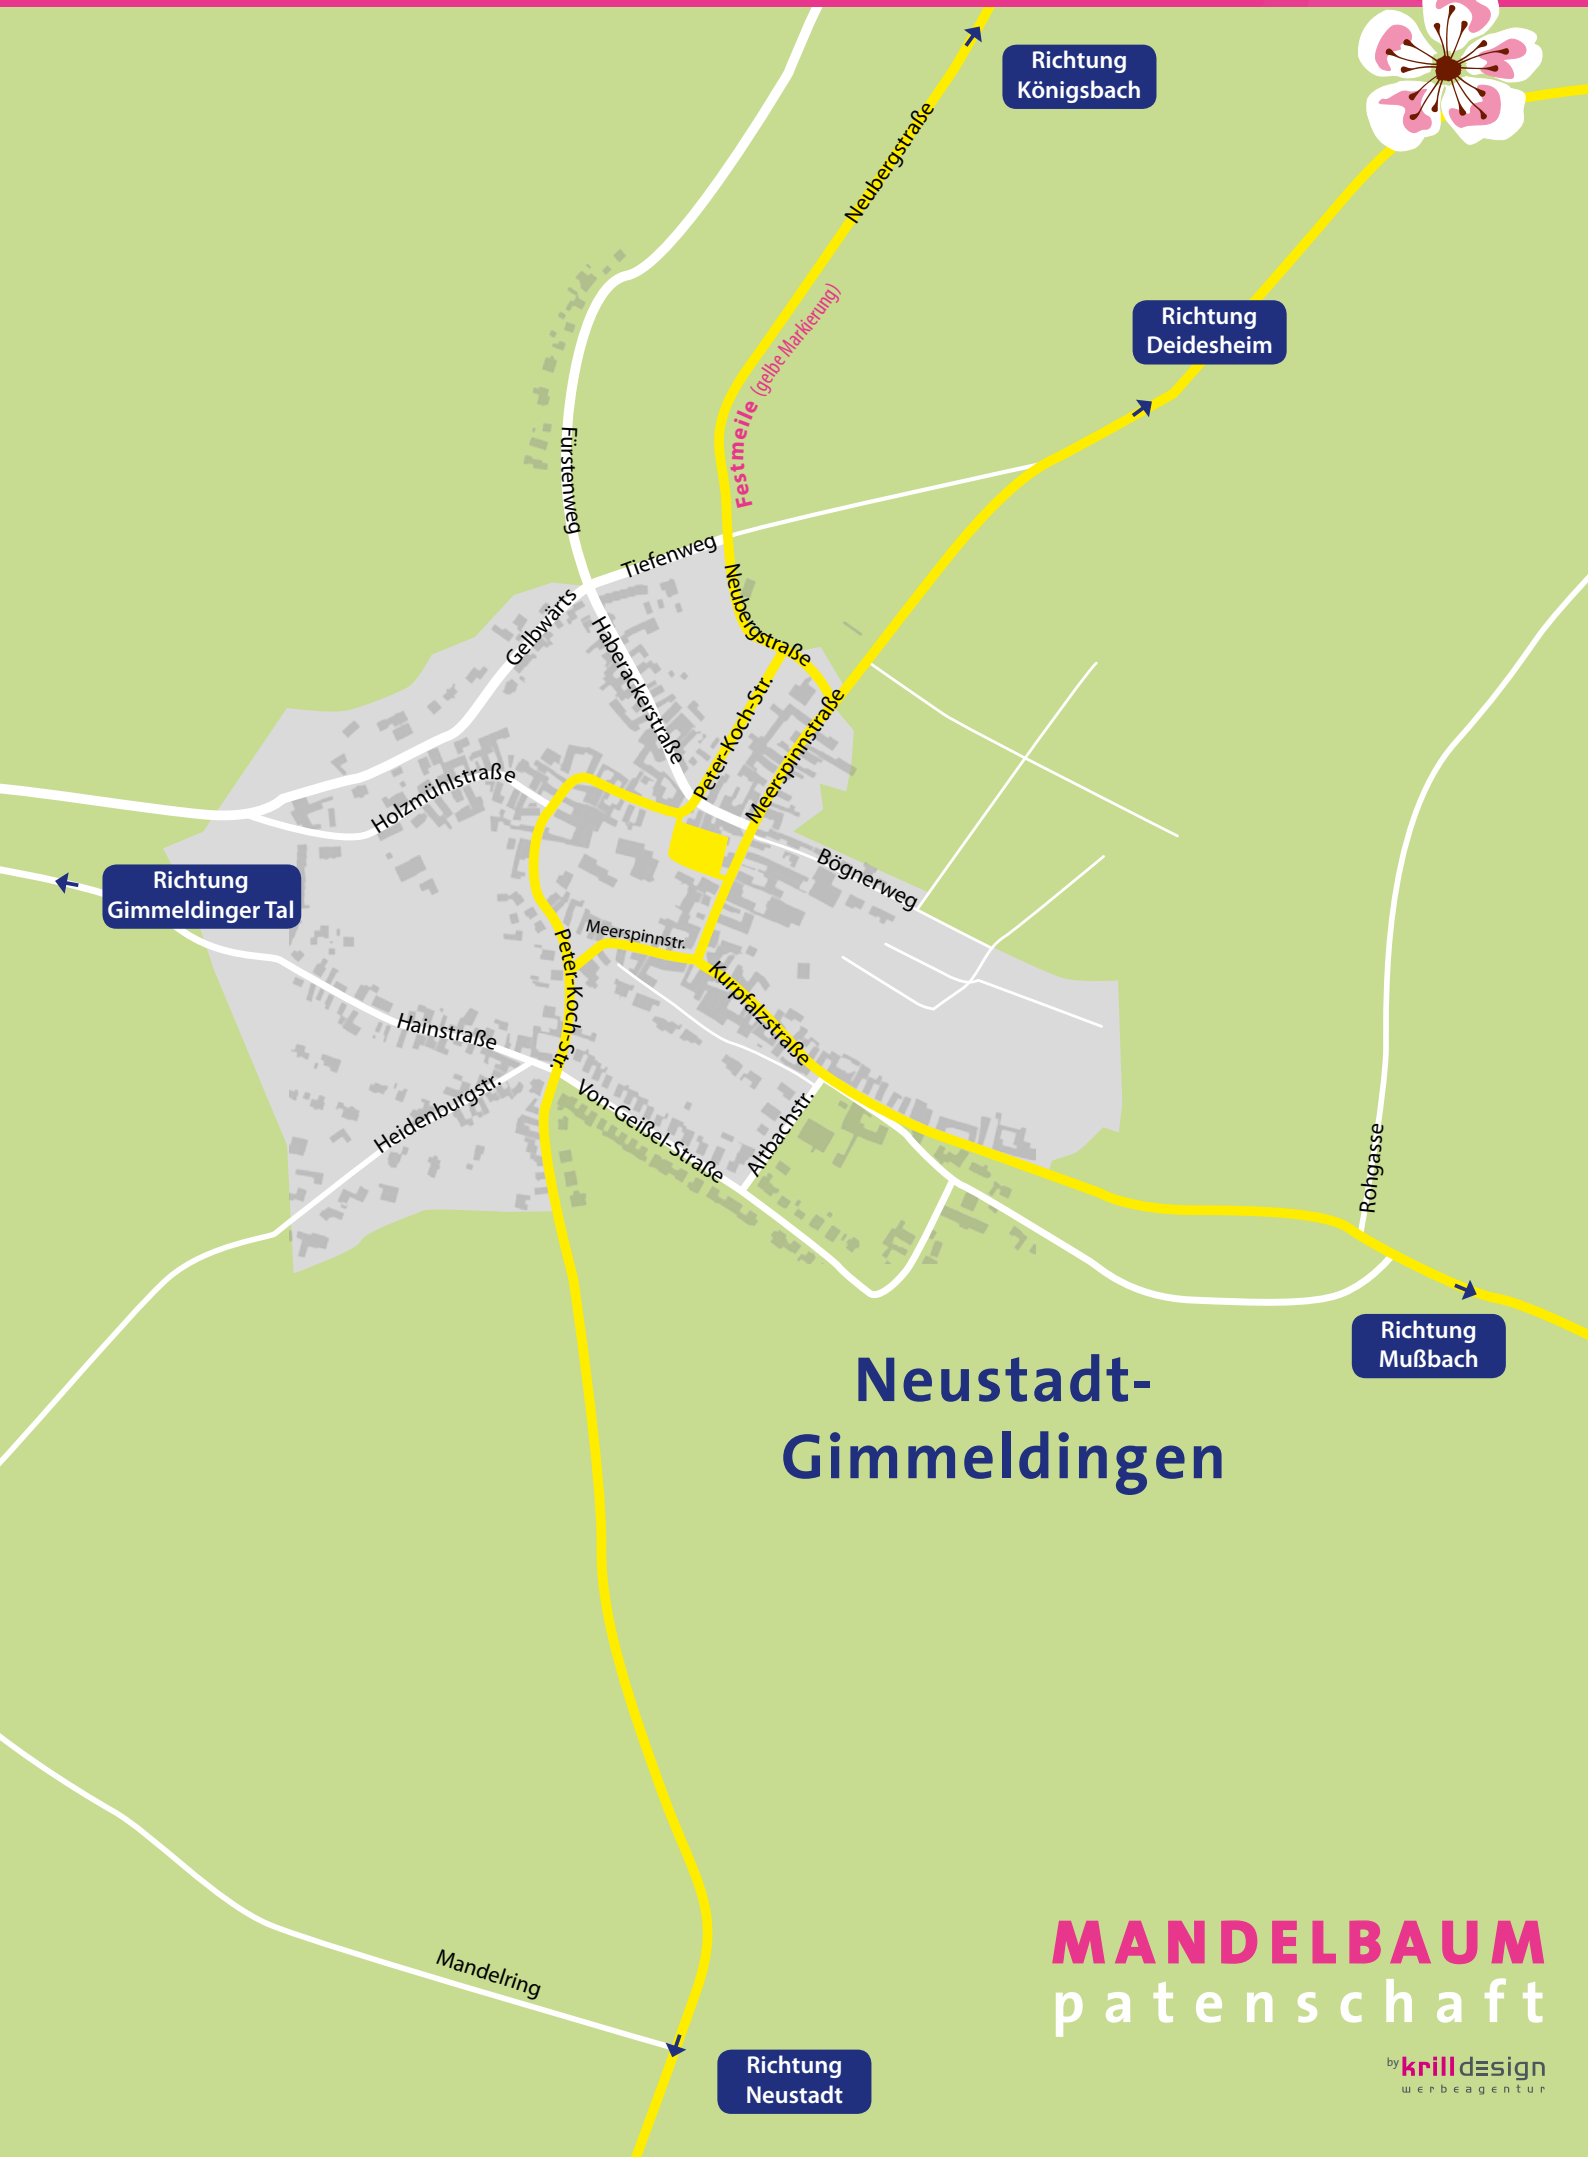 Richtung
Königsbach
Neubergstraße
Festmeile (gelbe Markierung)
Richtung
Deidesheim
Fürstenweg
Tiefenweg
Neubergstraße
Gelbwärts
Haberackerstraße
Peter-Koch-Str.
Meerspinnstraße
Holzmühlstraße
Bögnerweg
Richtung
Gimmeldinger Tal
Meerspinnstr.
Peter-Koch-Str.
Kurpfalzstraße
Hainstraße
Heidenburgstr.
Von-Geißel-Straße
Altbachstr.
Rohgasse
Richtung
Mußbach
Neustadt-
Gimmeldingen
Mandelring
Richtung
Neustadt
MANDELBAUM
patenschaft
by krilldesign
werbeagentur